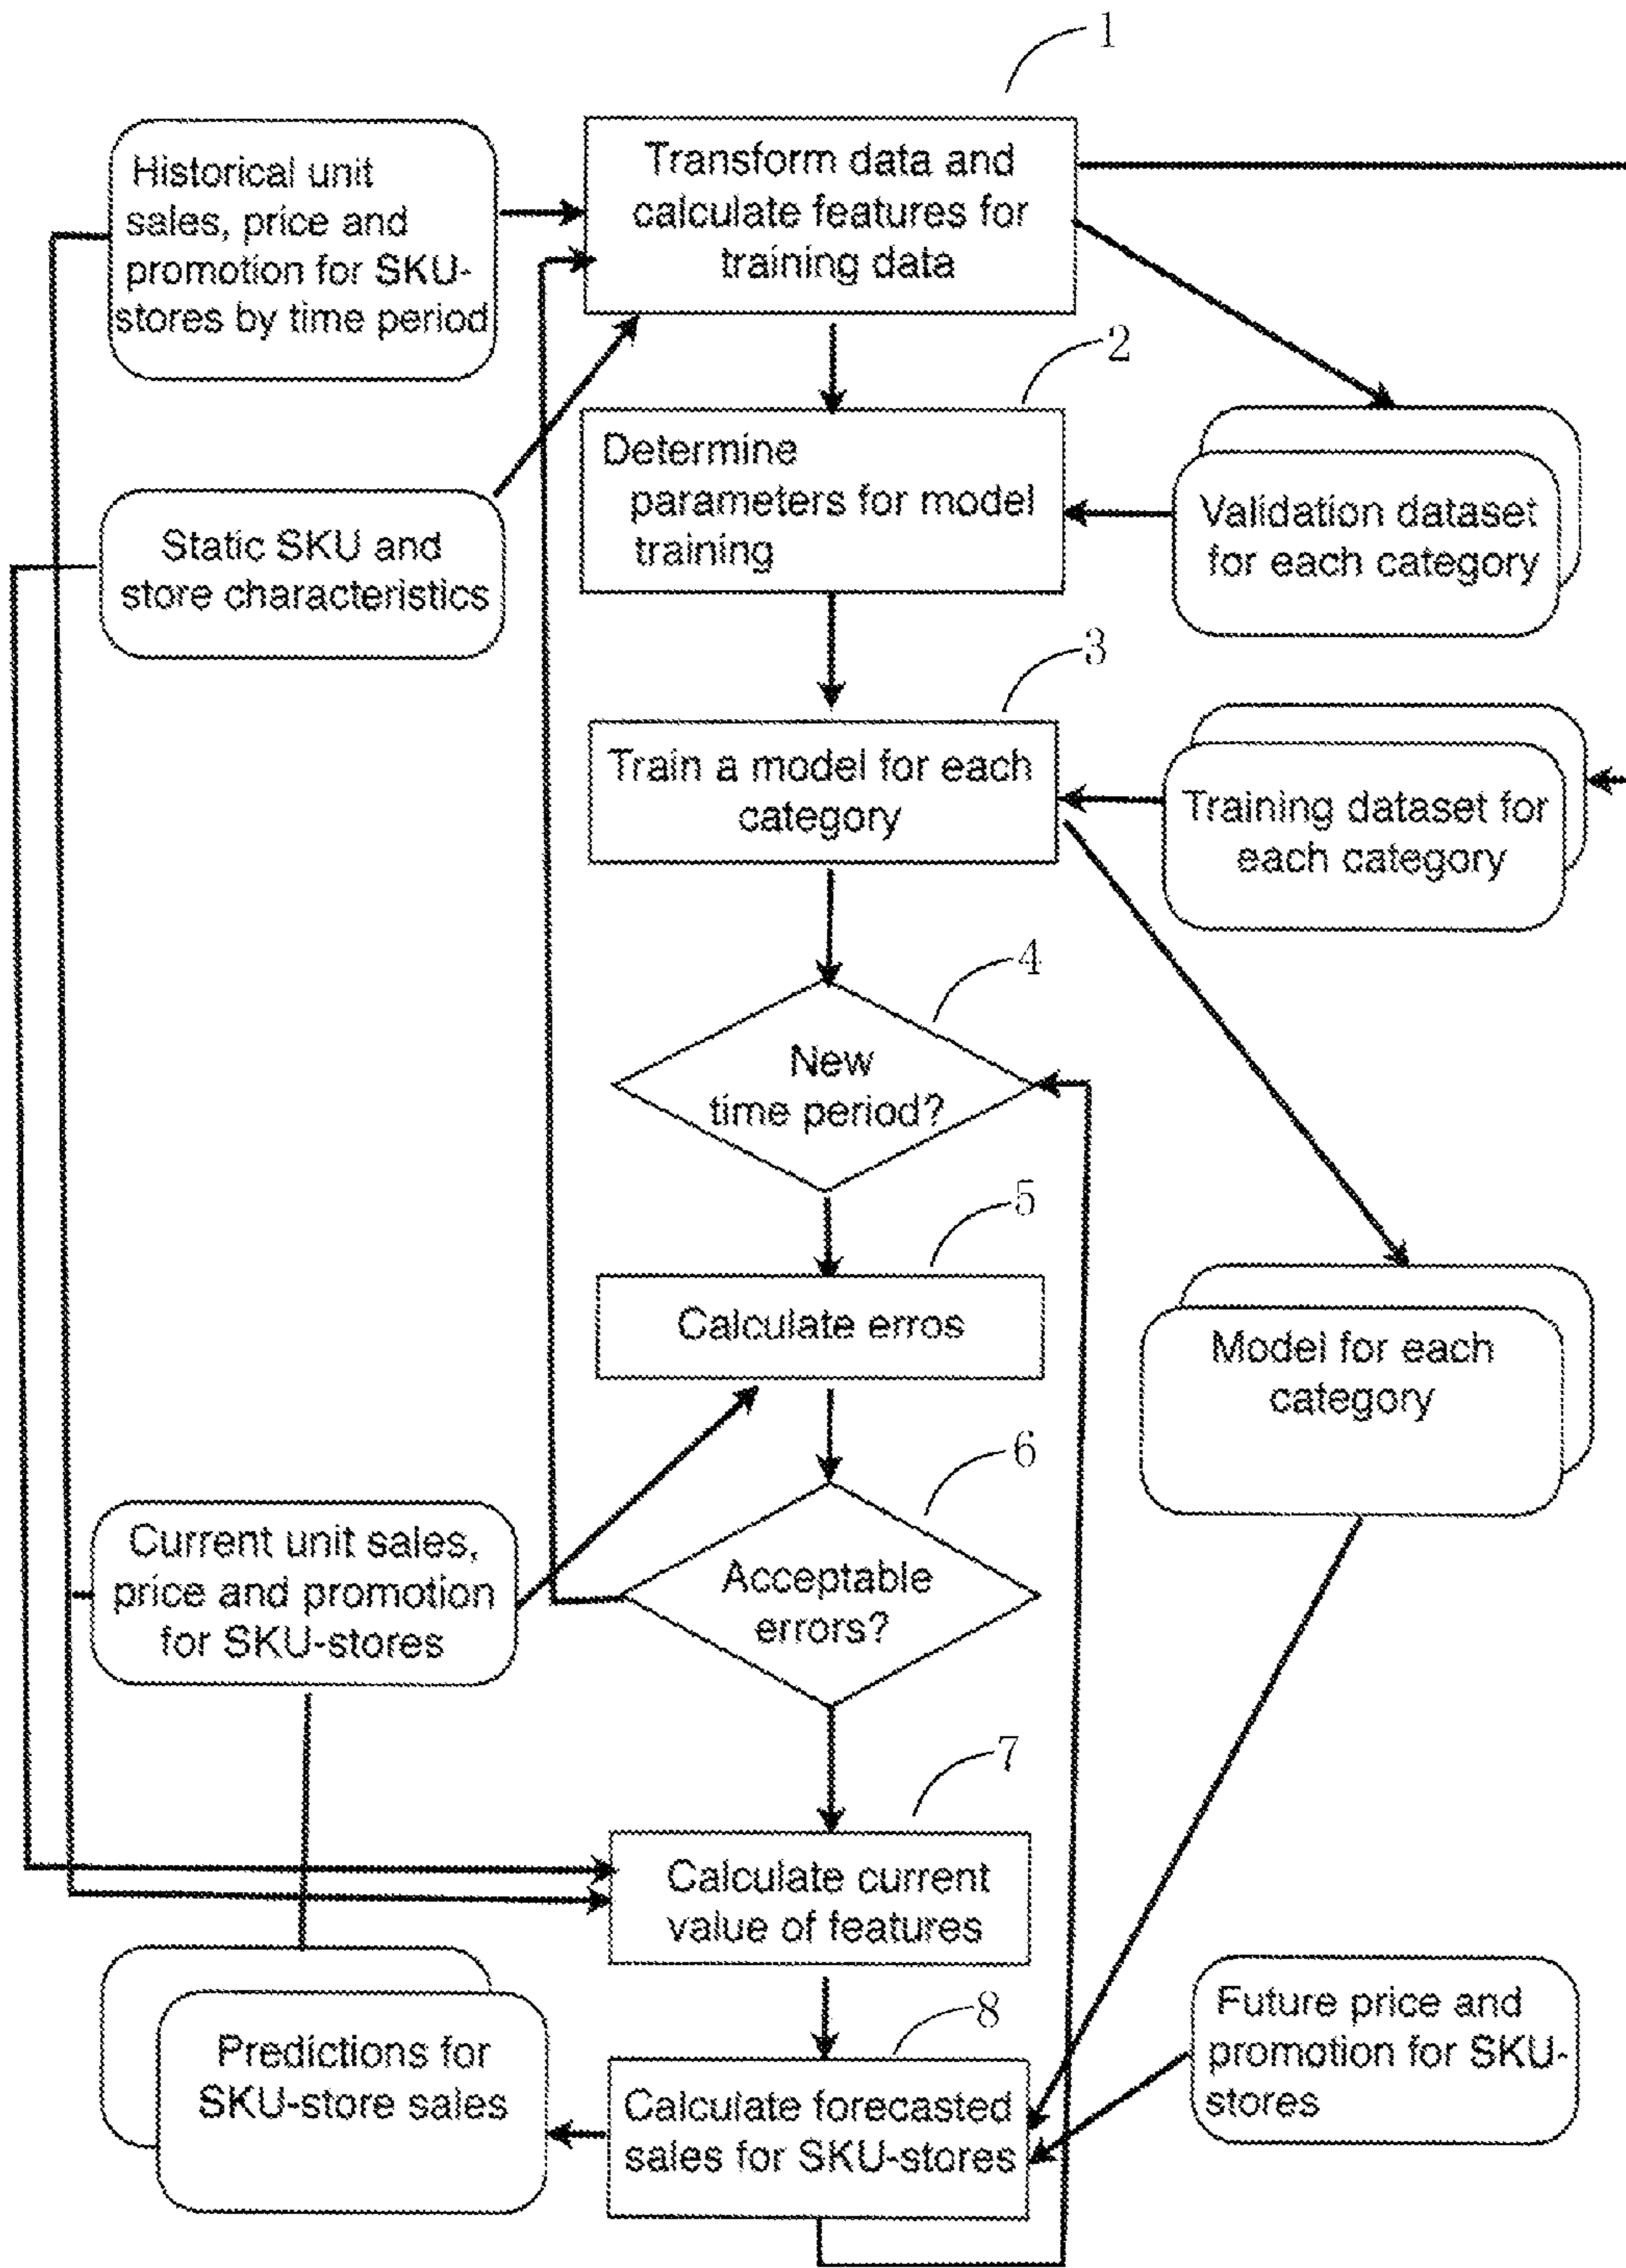 1
Historical unit
sales, price and
promotion for SKU-
stores by time period
Transform data and
calculate features for
training data
2
Determine
parameters for model
training
Validation dataset
for each category
Static SKU and
store characteristics
3
Train a model for each
category
Training dataset for
each category
4
New
time period?
5
Calculate erros
Model for each
category
6
Current unit sales,
price and promotion
for SKU-stores
Acceptable
errors?
7
Calculate current
value of features
8
Predictions for
SKU-store sales
Calculate forecasted
sales for SKU-stores
Future price and
promotion for SKU-
stores